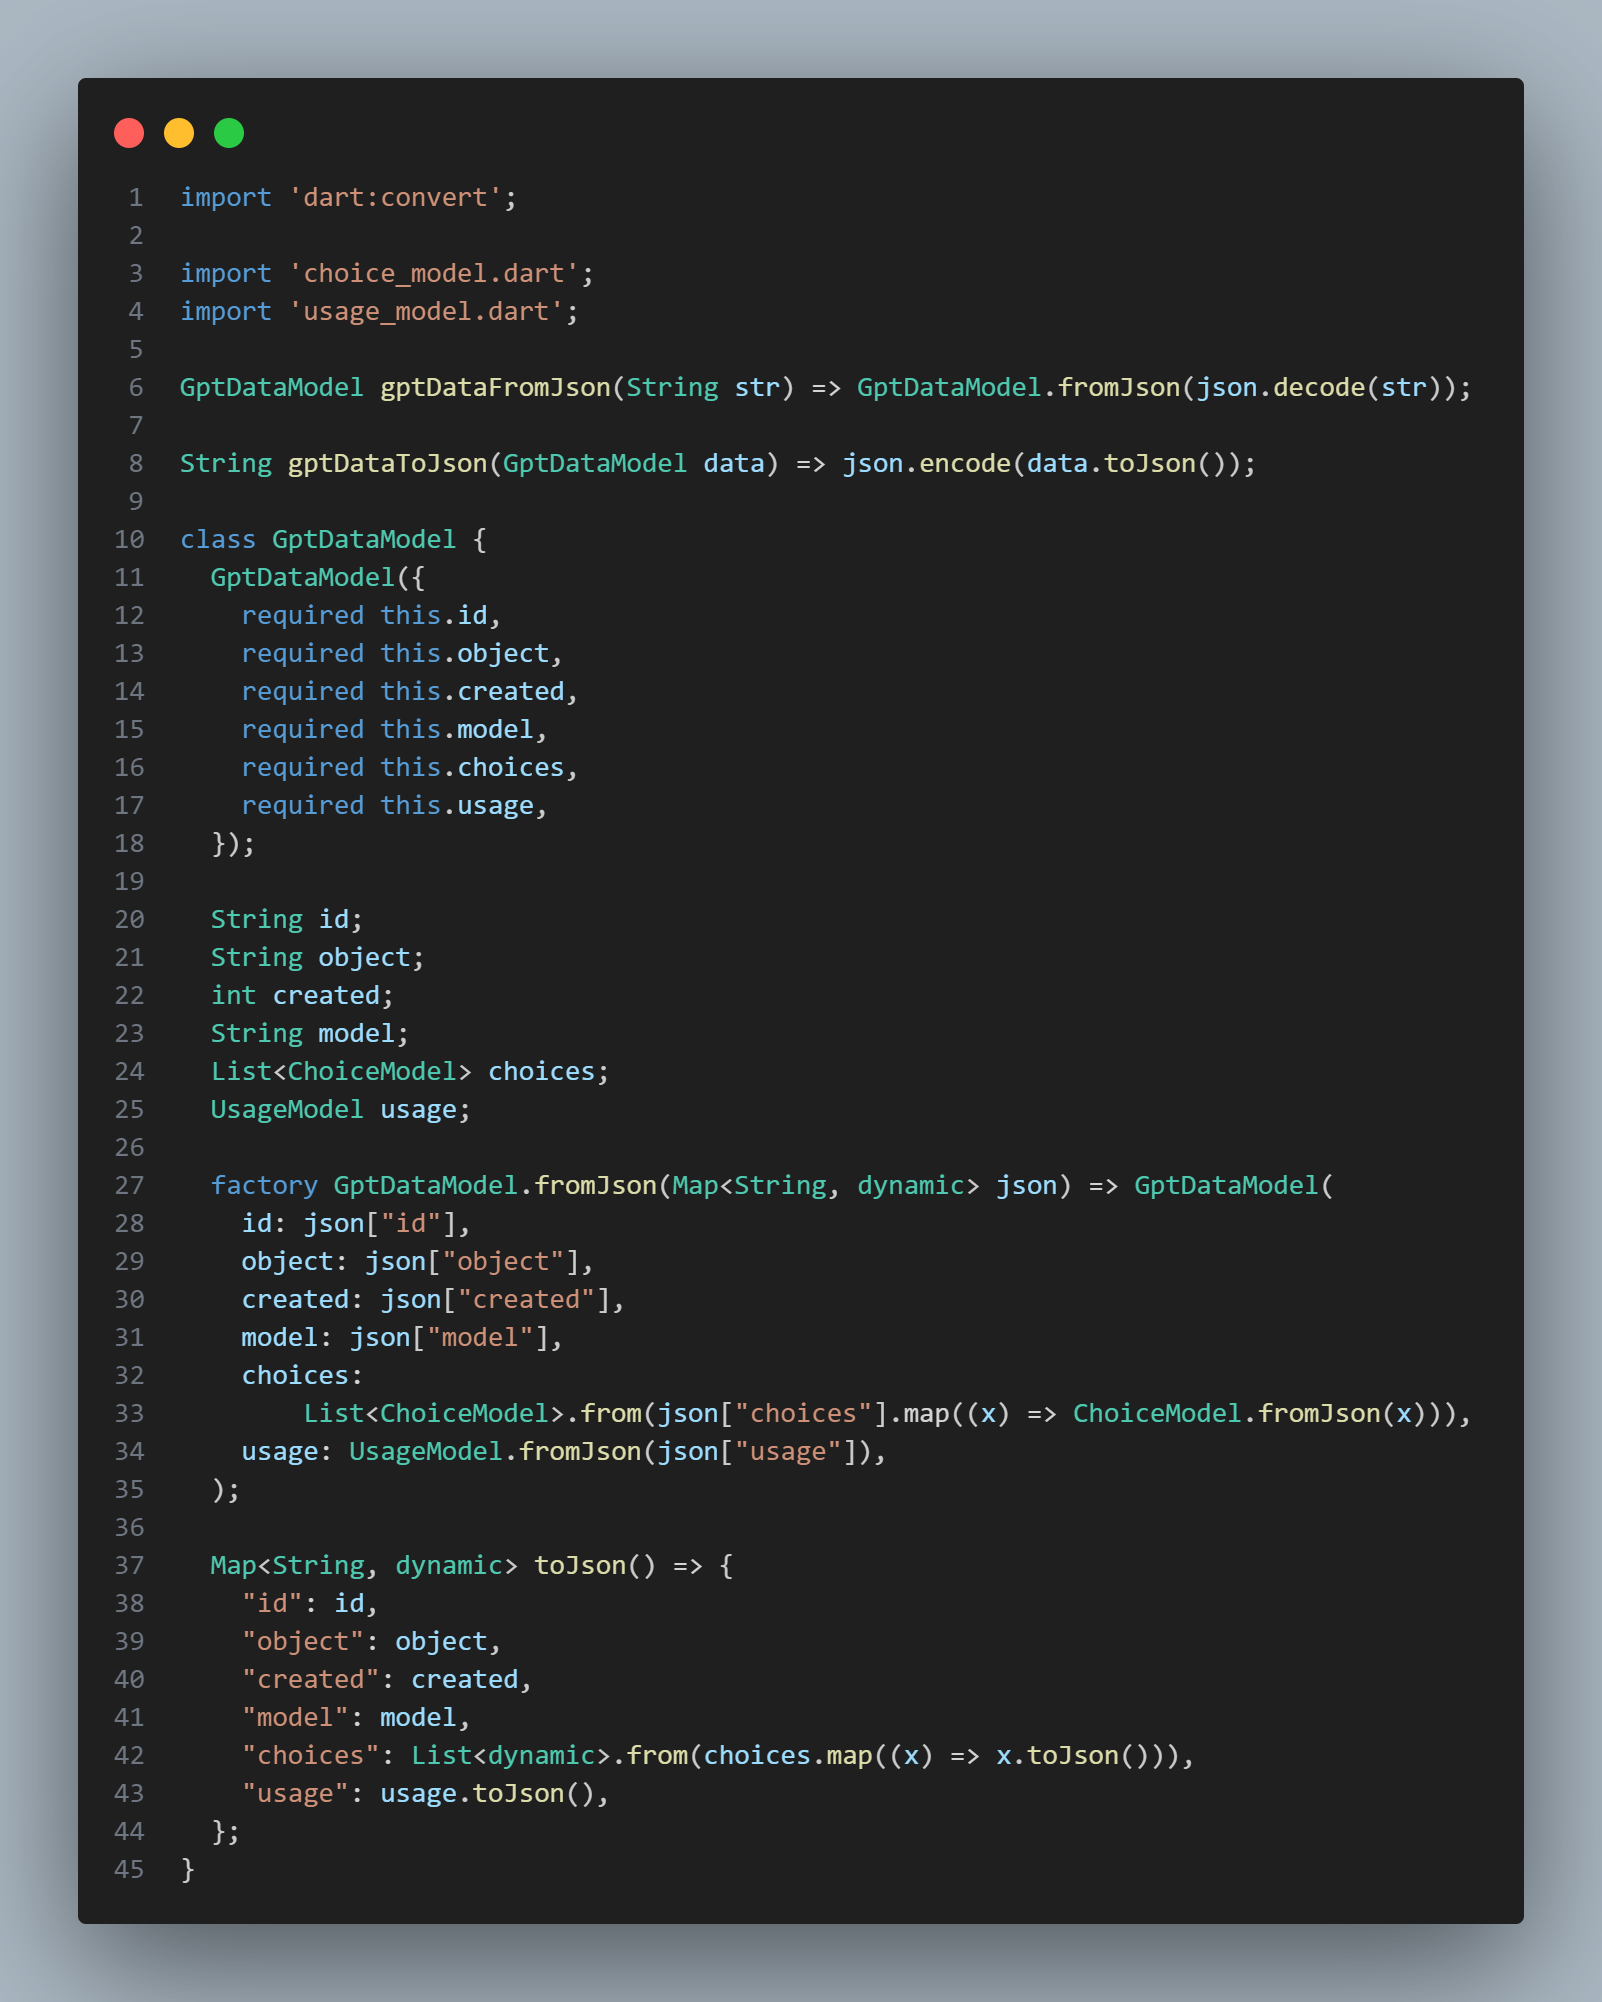 1 import 'dart:convert';
2
3 import 'choice_model.dart';
4 import 'usage_model.dart';
5
6 GptDataModel gptDataFromJson(String str) => GptDataModel.fromJson(json.decode(str));
7
8 String gptDataToJson(GptDataModel data) => json.encode(data.toJson());
9
10 class GptDataModel {
11   GptDataModel({
12     required this.id,
13     required this.object,
14     required this.created,
15     required this.model,
16     required this.choices,
17     required this.usage,
18   });
19
20   String id;
21   String object;
22   int created;
23   String model;
24   List<ChoiceModel> choices;
25   UsageModel usage;
26
27   factory GptDataModel.fromJson(Map<String, dynamic> json) => GptDataModel(
28     id: json["id"],
29     object: json["object"],
30     created: json["created"],
31     model: json["model"],
32     choices:
33         List<ChoiceModel>.from(json["choices"].map((x) => ChoiceModel.fromJson(x))),
34     usage: UsageModel.fromJson(json["usage"]),
35   );
36
37   Map<String, dynamic> toJson() => {
38     "id": id,
39     "object": object,
40     "created": created,
41     "model": model,
42     "choices": List<dynamic>.from(choices.map((x) => x.toJson())),
43     "usage": usage.toJson(),
44   };
45 }